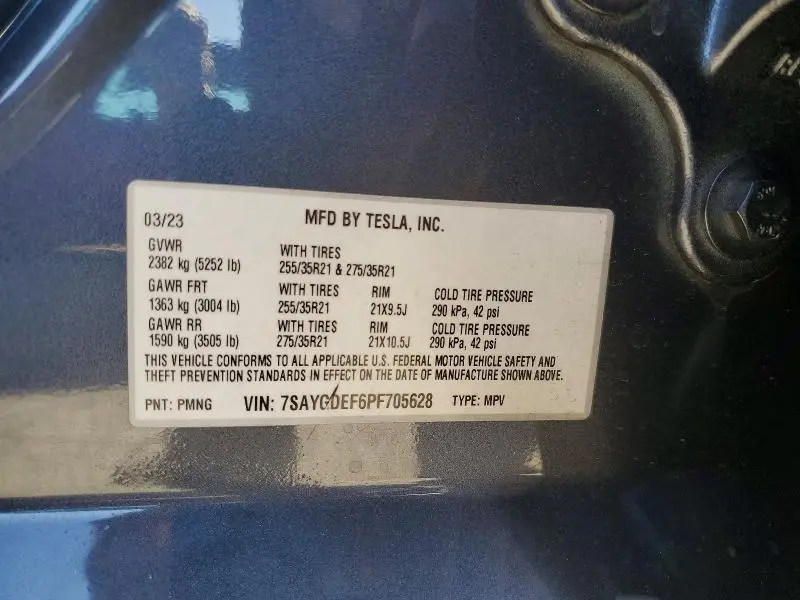 03/23 MFD BY TESLA, INC.
GVWR WITH TIRES
2382 kg (5252 lb) 255/35R21 & 275/35R21
GAWR FRT WITH TIRES RIM COLD TIRE PRESSURE
1363 kg (3004 lb) 255/35R21 21X9.5J 290 kPa, 42 psi
GAWR RR WITH TIRES RIM COLD TIRE PRESSURE
1590 kg (3505 lb) 275/35R21 21X10.5J 290 kPa, 42 psi
THIS VEHICLE CONFORMS TO ALL APPLICABLE U.S. FEDERAL MOTOR VEHICLE SAFETY AND
THEFT PREVENTION STANDARDS IN EFFECT ON THE DATE OF MANUFACTURE SHOWN ABOVE.
PNT: PMNG VIN: 7SAYGDEF6PF705628 TYPE: MPV